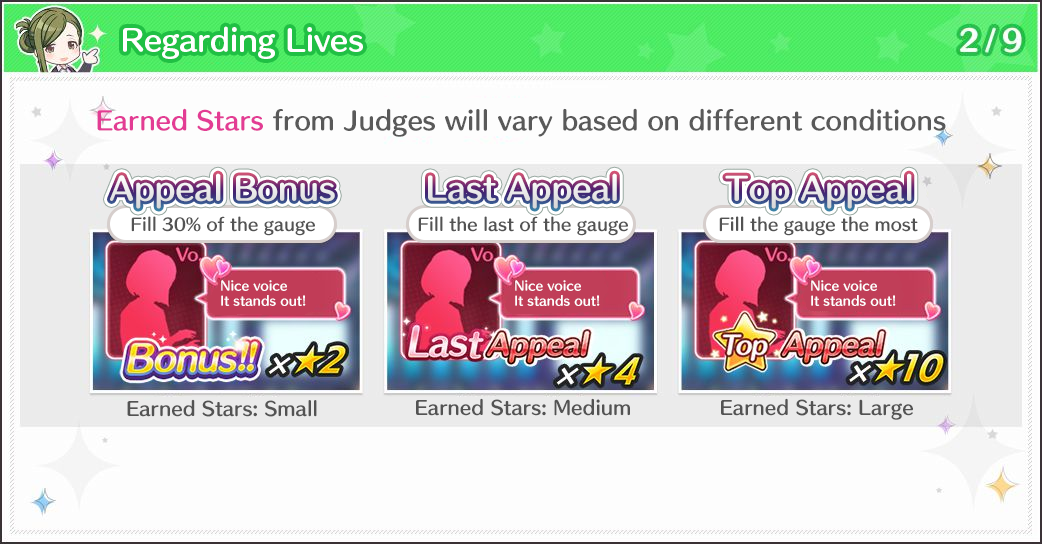 Regarding Lives
2/9
Earned Stars from Judges will vary based on different conditions
Appeal Bonus
Fill 30% of the gauge
Vo.
Nice voice
It stands out!
Bonus!! ×★2
Earned Stars: Small
Last Appeal
Fill the last of the gauge
Vo
Nice voice
It stands out!
Last Appeal
×★4
Earned Stars: Medium
Top Appeal
Fill the gauge the most
Vo.
Nice voice
It stands out!
Top Appeal
×★10
Earned Stars: Large